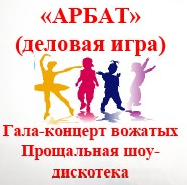 «АРБАТ»
(деловая игра)
Гала-концерт вожатых
Прощальная шоу-
дискотека